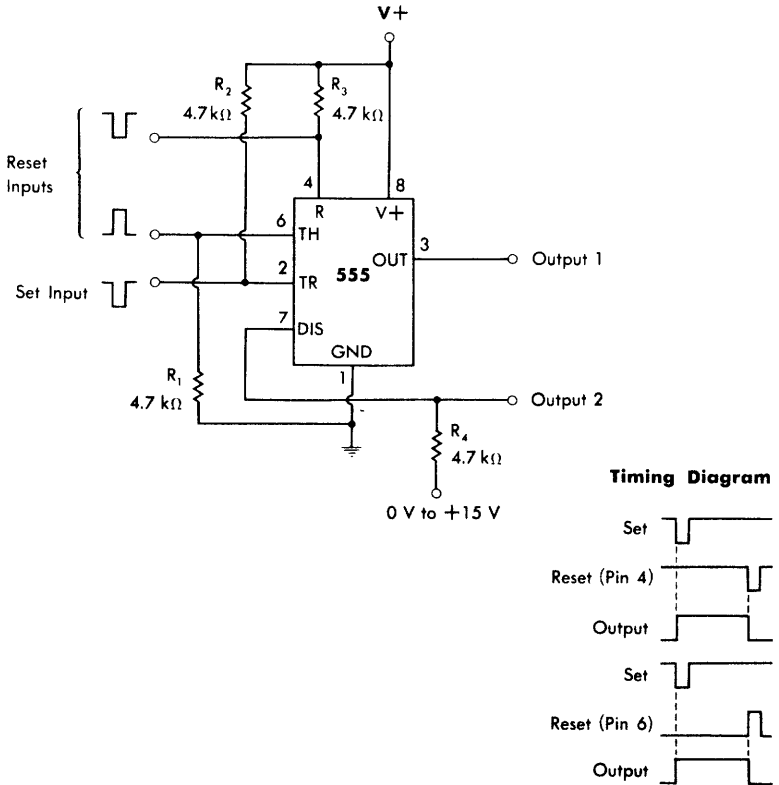 V+
R2
4.7 kΩ
R3
4.7 kΩ
Reset
Inputs
4
8
R
V+
6
TH
3
OUT
Output 1
2
TR
555
Set Input
7
DIS
GND
1
R1
4.7 kΩ
Output 2
R4
4.7 kΩ
0 V to +15 V
Timing Diagram
Set
Reset (Pin 4)
Output
Set
Reset (Pin 6)
Output